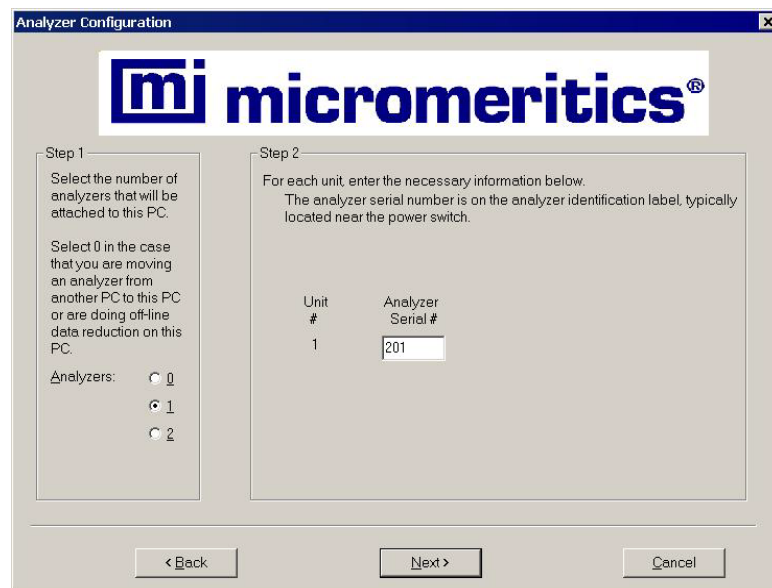 Analyzer Configuration
mi micromeritics®
Step 1
Select the number of
analyzers that will be
attached to this PC.
Select 0 in the case
that you are moving
an analyzer from
another PC to this PC
or are doing off-line
data reduction on this
PC.
Analyzers:
0
1
2
Step 2
For each unit, enter the necessary information below.
The analyzer serial number is on the analyzer identification label, typically
located near the power switch.
Unit
#
Analyzer
Serial #
1
201
< Back
Next >
Cancel